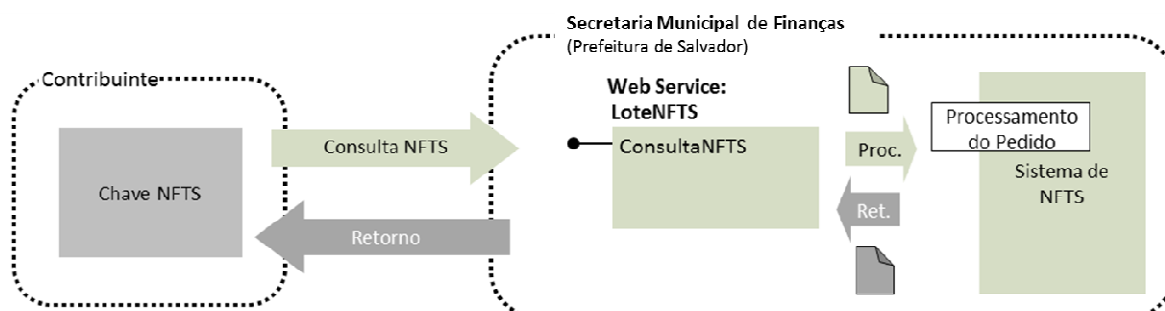 Secretaria Municipal de Finanças
(Prefeitura de Salvador)
Contribuinte
Chave NFTS
Consulta NFTS
Retorno
Web Service:
LoteNFTS
ConsultaNFTS
Proc.
Ret.
Processamento
do Pedido
Sistema de
NFTS